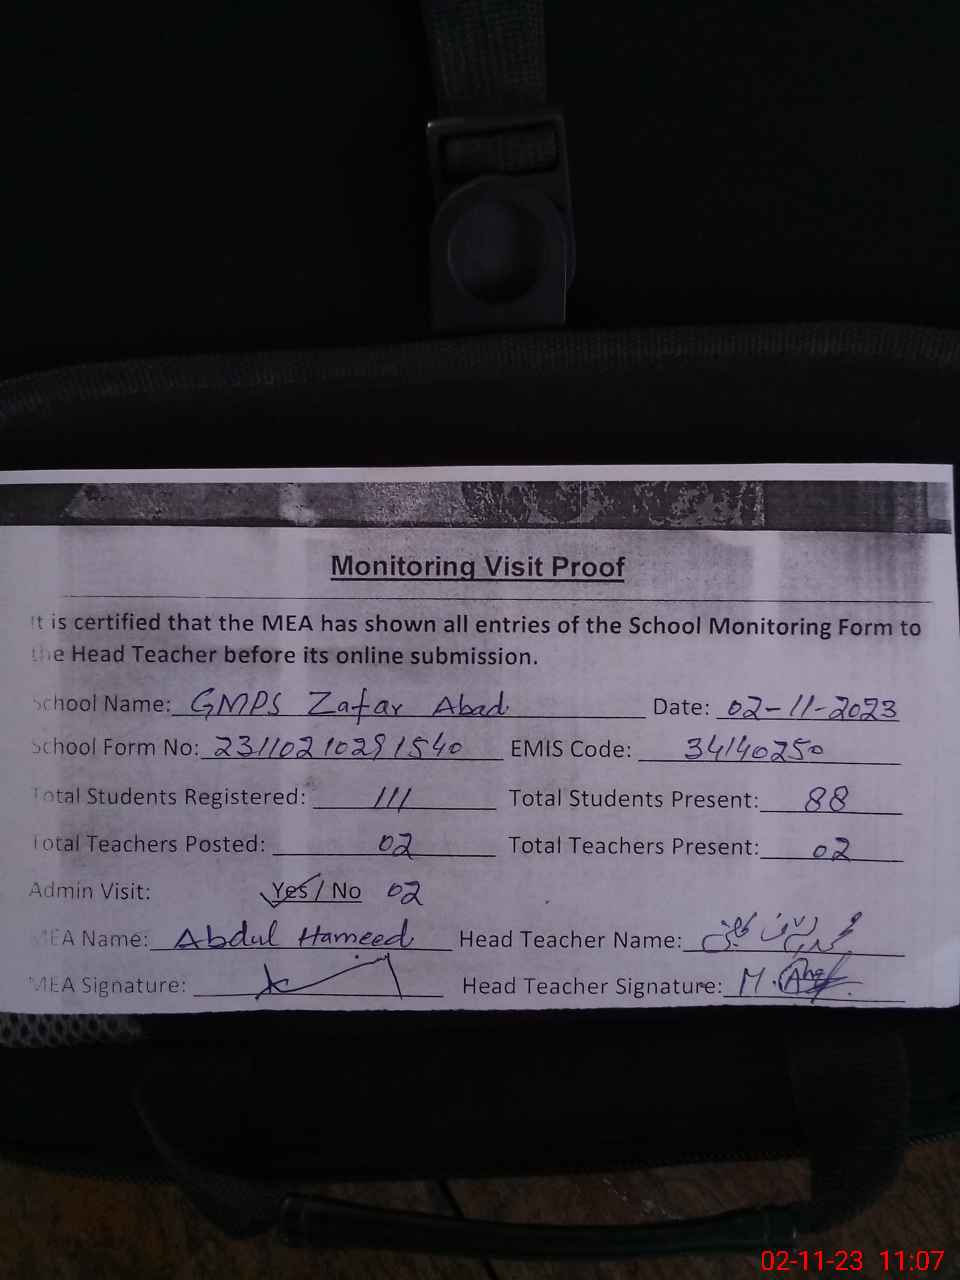 Monitoring Visit Proof
It is certified that the MEA has shown all entries of the School Monitoring Form to
the Head Teacher before its online submission.
School Name: GMPS Zafar Abad Date: 02-11-2023
School Form No: 23110210291540 EMIS Code: 34140250
Total Students Registered: 111 Total Students Present: 88
Total Teachers Posted: 02 Total Teachers Present: 02
Admin Visit: Yes / No 02
MEA Name: Abdul Hameed Head Teacher Name: محمد
MEA Signature: Head Teacher Signature: M.
02-11-23 11:07